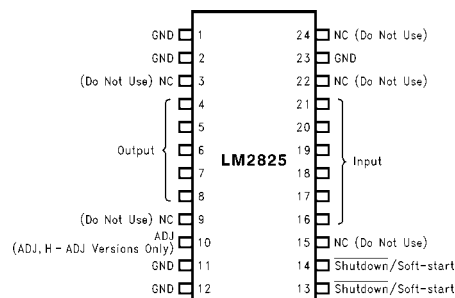 GND 1 24 NC (Do Not Use)
GND 2 23 GND
(Do Not Use) NC 3 22 NC (Do Not Use)
4 21
5 20
Output 6 LM2825 19 Input
7 18
8 17
(Do Not Use) NC 9 16
ADJ
(ADJ, H - ADJ Versions Only) 10 15 NC (Do Not Use)
GND 11 14 Shutdown/Soft-start
GND 12 13 Shutdown/Soft-start